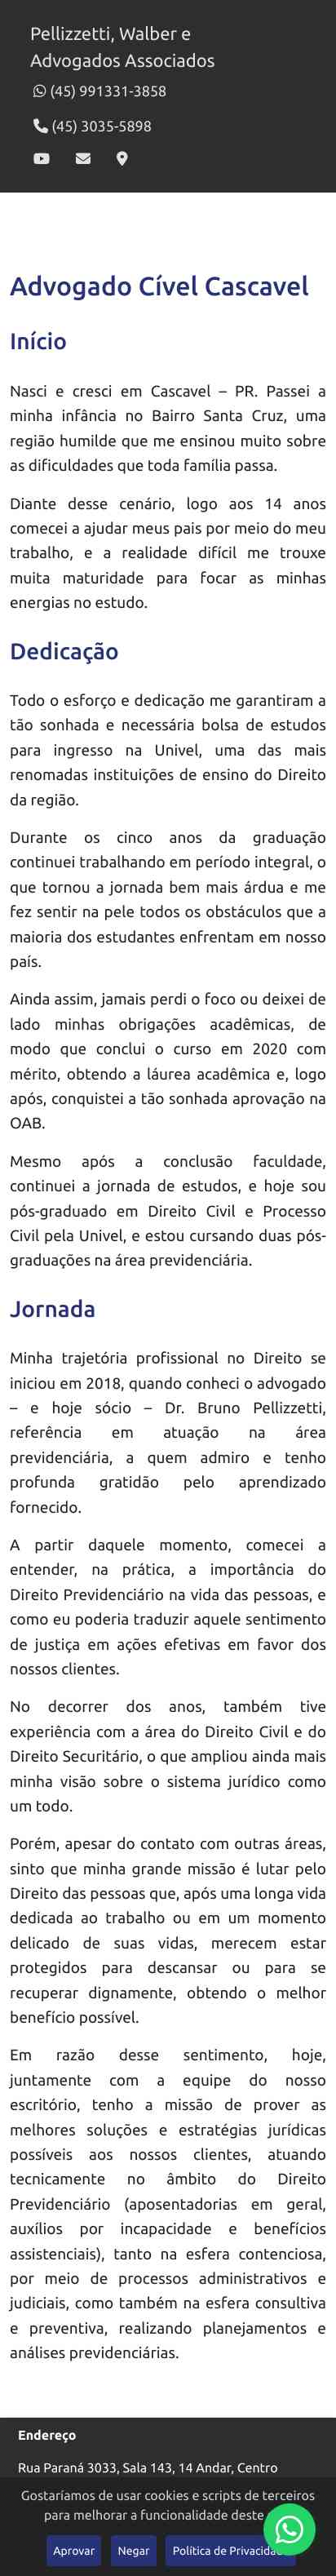 Pellizzetti, Walber e
Advogados Associados
(45) 991331-3858
(45) 3035-5898
Advogado Cível Cascavel
Início
Nasci e cresci em Cascavel – PR. Passei a
minha infância no Bairro Santa Cruz, uma
região humilde que me ensinou muito sobre
as dificuldades que toda família passa.
Diante desse cenário, logo aos 14 anos
comecei a ajudar meus pais por meio do meu
trabalho, e a realidade difícil me trouxe
muita maturidade para focar as minhas
energias no estudo.
Dedicação
Todo o esforço e dedicação me garantiram a
tão sonhada e necessária bolsa de estudos
para ingresso na Univel, uma das mais
renomadas instituições de ensino do Direito
da região.
Durante os cinco anos da graduação
continuei trabalhando em período integral, o
que tornou a jornada bem mais árdua e me
fez sentir na pele todos os obstáculos que a
maioria dos estudantes enfrentam em nosso
país.
Ainda assim, jamais perdi o foco ou deixei de
lado minhas obrigações acadêmicas, de
modo que conclui o curso em 2020 com
mérito, obtendo a láurea acadêmica e, logo
após, conquistei a tão sonhada aprovação na
OAB.
Mesmo após a conclusão faculdade,
continuei a jornada de estudos, e hoje sou
pós-graduado em Direito Civil e Processo
Civil pela Univel, e estou cursando duas pós-
graduações na área previdenciária.
Jornada
Minha trajetória profissional no Direito se
iniciou em 2018, quando conheci o advogado
– e hoje sócio – Dr. Bruno Pellizzetti,
referência em atuação na área
previdenciária, a quem admiro e tenho
profunda gratidão pelo aprendizado
fornecido.
A partir daquele momento, comecei a
entender, na prática, a importância do
Direito Previdenciário na vida das pessoas, e
como eu poderia traduzir aquele sentimento
de justiça em ações efetivas em favor dos
nossos clientes.
No decorrer dos anos, também tive
experiência com a área do Direito Civil e do
Direito Securitário, o que ampliou ainda mais
minha visão sobre o sistema jurídico como
um todo.
Porém, apesar do contato com outras áreas,
sinto que minha grande missão é lutar pelo
Direito das pessoas que, após uma longa vida
dedicada ao trabalho ou em um momento
delicado de suas vidas, merecem estar
protegidos para descansar ou para se
recuperar dignamente, obtendo o melhor
benefício possível.
Em razão desse sentimento, hoje,
juntamente com a equipe do nosso
escritório, tenho a missão de prover as
melhores soluções e estratégias jurídicas
possíveis aos nossos clientes, atuando
tecnicamente no âmbito do Direito
Previdenciário (aposentadorias em geral,
auxílios por incapacidade e benefícios
assistenciais), tanto na esfera contenciosa,
por meio de processos administrativos e
judiciais, como também na esfera consultiva
e preventiva, realizando planejamentos e
análises previdenciárias.
Endereço
Rua Paraná 3033, Sala 143, 14 Andar, Centro
Gostaríamos de usar cookies e scripts de terceiros
para melhorar a funcionalidade deste
Aprovar
Negar
Política de